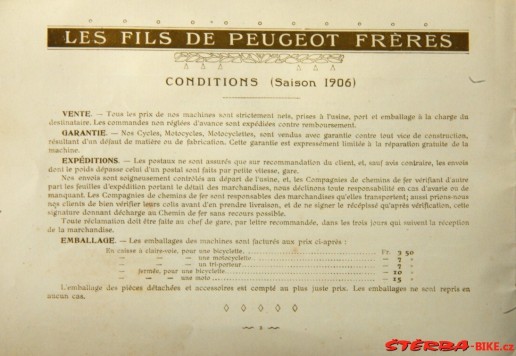 LES FILS DE PEUGEOT FRÈRES
CONDITIONS (Saison 1906)
VENTE. — Tous les prix de nos machines sont strictement nets, prises à l'usine, port et emballage à la charge du
destinataire. Les commandes non réglées d'avance sont expédiées contre remboursement.
GARANTIE. — Nos Cycles, Motocycles, Motocyclettes, sont vendus avec garantie contre tout vice de construction,
résultant d'un défaut de matière ou de fabrication. Cette garantie est expressément limitée à la réparation gratuite de la
machine.
EXPÉDITIONS. — Les postaux ne sont assurés que sur recommandation du client, et, sauf avis contraire, les envois
dont le poids dépasse celui d'un postal sont faits par petite vitesse, gare.
Nos envois sont soigneusement contrôlés au départ de l'usine, et, les Compagnies de chemins de fer vérifiant d'autre
part les feuilles d'expédition portant le détail des marchandises, nous déclinons toute responsabilité en cas d'avarie ou de
manquant. Les Compagnies de chemins de fer sont responsables des marchandises qu'elles transportent; aussi prions-nous
nos clients de bien vérifier leurs colis avant d'en prendre livraison, et de ne signer le récépissé qu'après vérification, cette
signature donnant décharge au Chemin de fer sans recours possible.
Toute réclamation doit être faite au chef de gare, par lettre recommandée, dans les trois jours qui suivent la réception
de la marchandise.
EMBALLAGE. — Les emballages des machines sont facturés aux prix ci-après :
En caisse à claire-voie, pour une bicyclette Fr. 3 50
— — — une motocyclette — 7 »
— — — un tri-porteur — 7 »
— fermée, pour une bicyclette — 10 »
— — une moto — 15 »
L'emballage des pièces détachées et accessoires est compté au plus juste prix. Les emballages ne sont repris en
aucun cas.
ŠTĚRBA-BIKE.cz